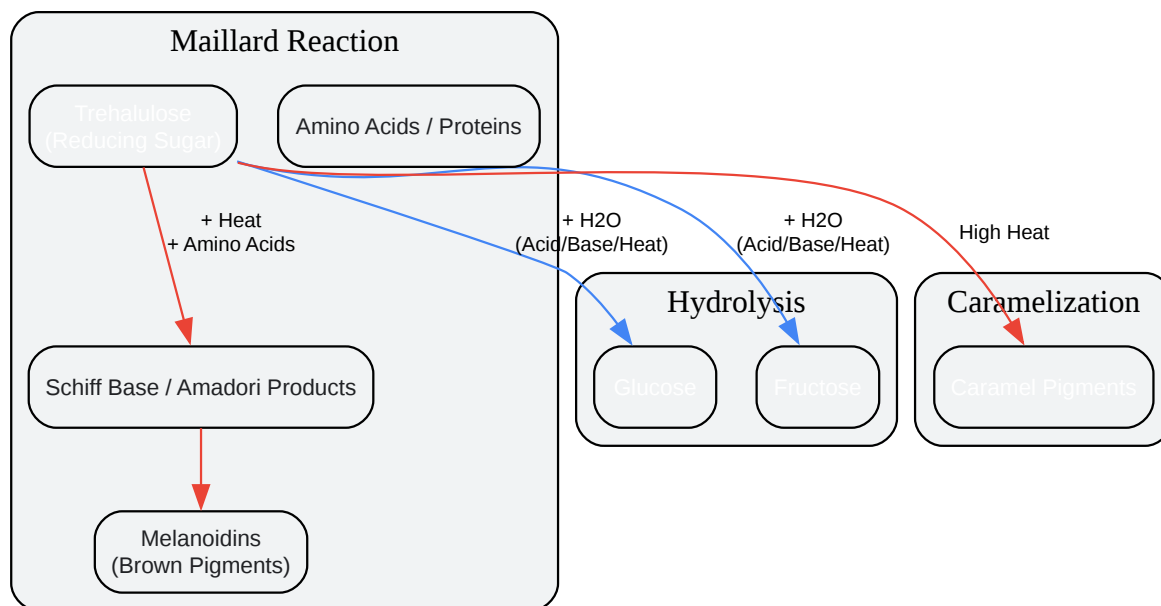 Maillard Reaction
Trehalulose
(Reducing Sugar)
Amino Acids / Proteins
+ Heat
+ Amino Acids
+ H2O
(Acid/Base/Heat)
+ H2O
(Acid/Base/Heat)
High Heat
Hydrolysis
Caramelization
Schiff Base / Amadori Products
Glucose
Fructose
Caramel Pigments
Melanoidins
(Brown Pigments)